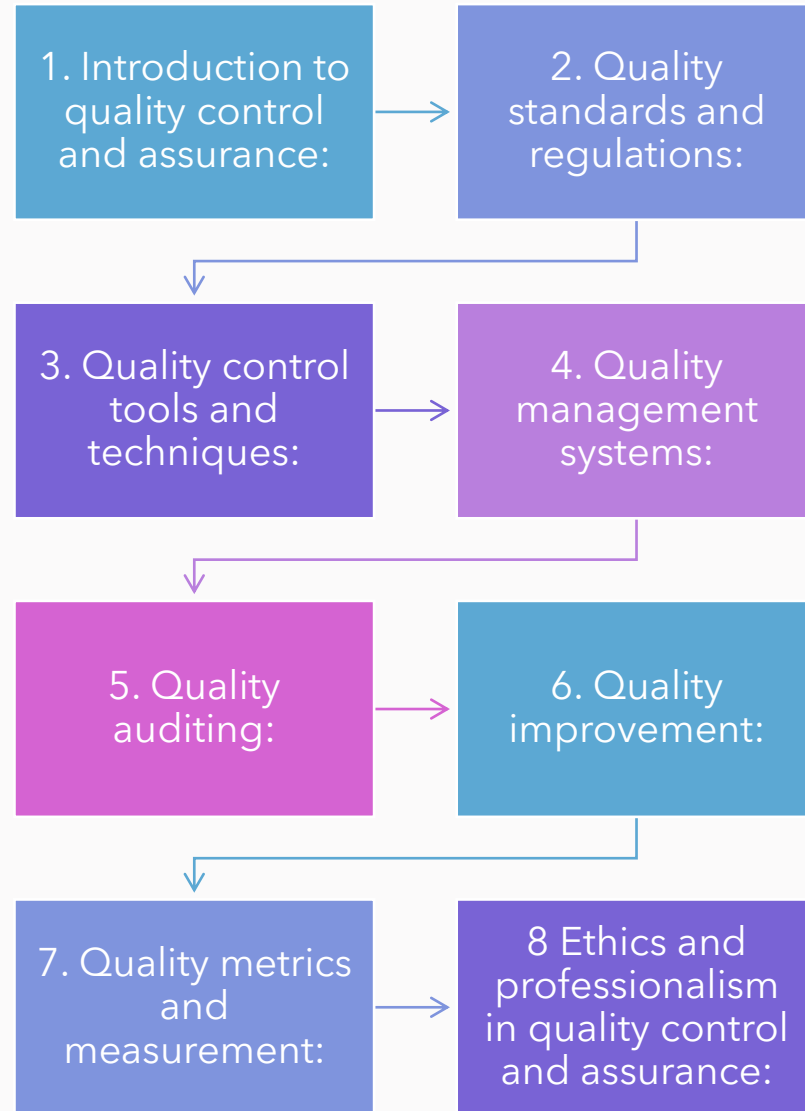 1. Introduction to
quality control
and assurance:
2. Quality
standards and
regulations:
3. Quality control
tools and
techniques:
4. Quality
management
systems:
5. Quality
auditing:
6. Quality
improvement:
7. Quality metrics
and
measurement:
8 Ethics and
professionalism
in quality control
and assurance: